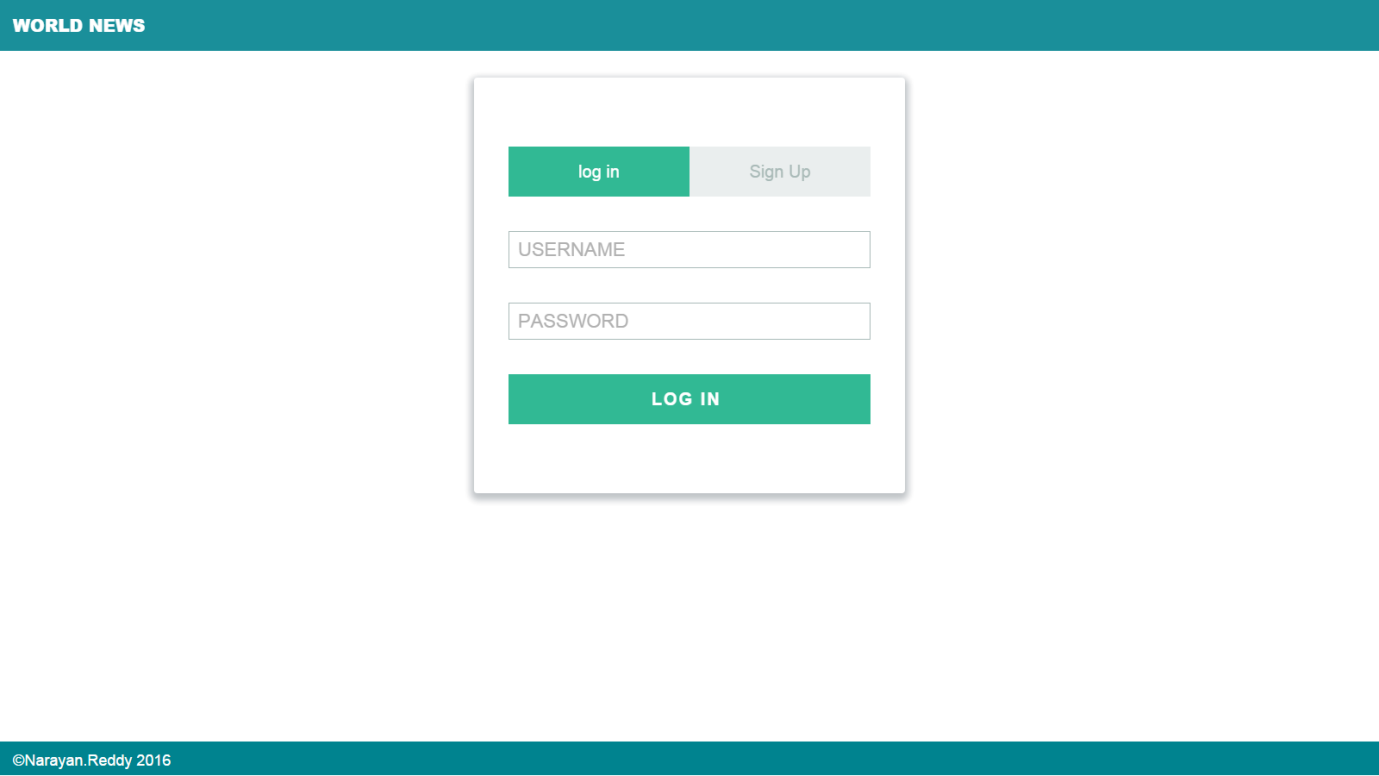 WORLD NEWS
log in
Sign Up
USERNAME
PASSWORD
LOG IN
©Narayan.Reddy 2016